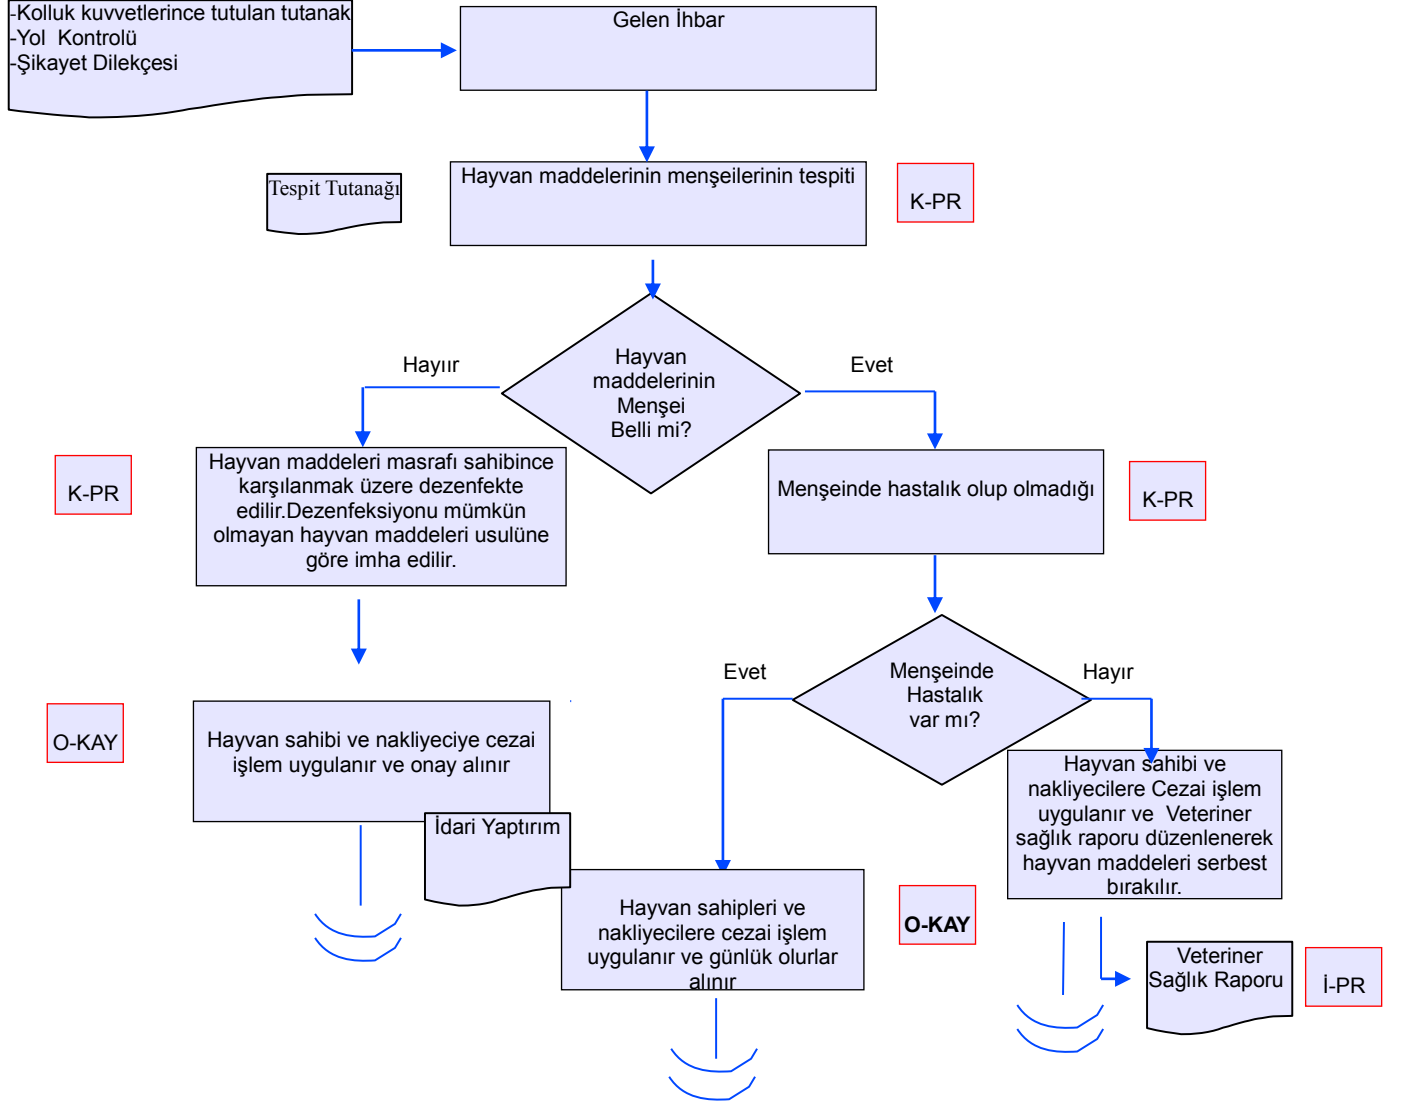 -Kolluk kuvvetlerince tutulan tutanak
-Yol  Kontrolü
-Şikayet Dilekçesi
Gelen İhbar
Tespit Tutanağı
Hayvan maddelerinin menşeilerinin tespiti
K-PR
Hayıır
Hayvan
maddelerinin
Menşei
Belli mi?
Evet
K-PR
Hayvan maddeleri masrafı sahibince
karşılanmak üzere dezenfekte
edilir.Dezenfeksiyonu mümkün
olmayan hayvan maddeleri usulüne
göre imha edilir.
Menşeinde hastalık olup olmadığı
K-PR
Evet
Menşeinde
Hastalık
var mı?
Hayır
O-KAY
Hayvan sahibi ve nakliyeciye cezai
işlem uygulanır ve onay alınır
İdari Yaptırım
Hayvan sahibi ve
nakliyecilere Cezai işlem
uygulanır ve  Veteriner
sağlık raporu düzenlenerek
hayvan maddeleri serbest
bırakılır.
Hayvan sahipleri ve
nakliyecilere cezai işlem
uygulanır ve günlük olurlar
alınır
O-KAY
Veteriner
Sağlık Raporu
İ-PR